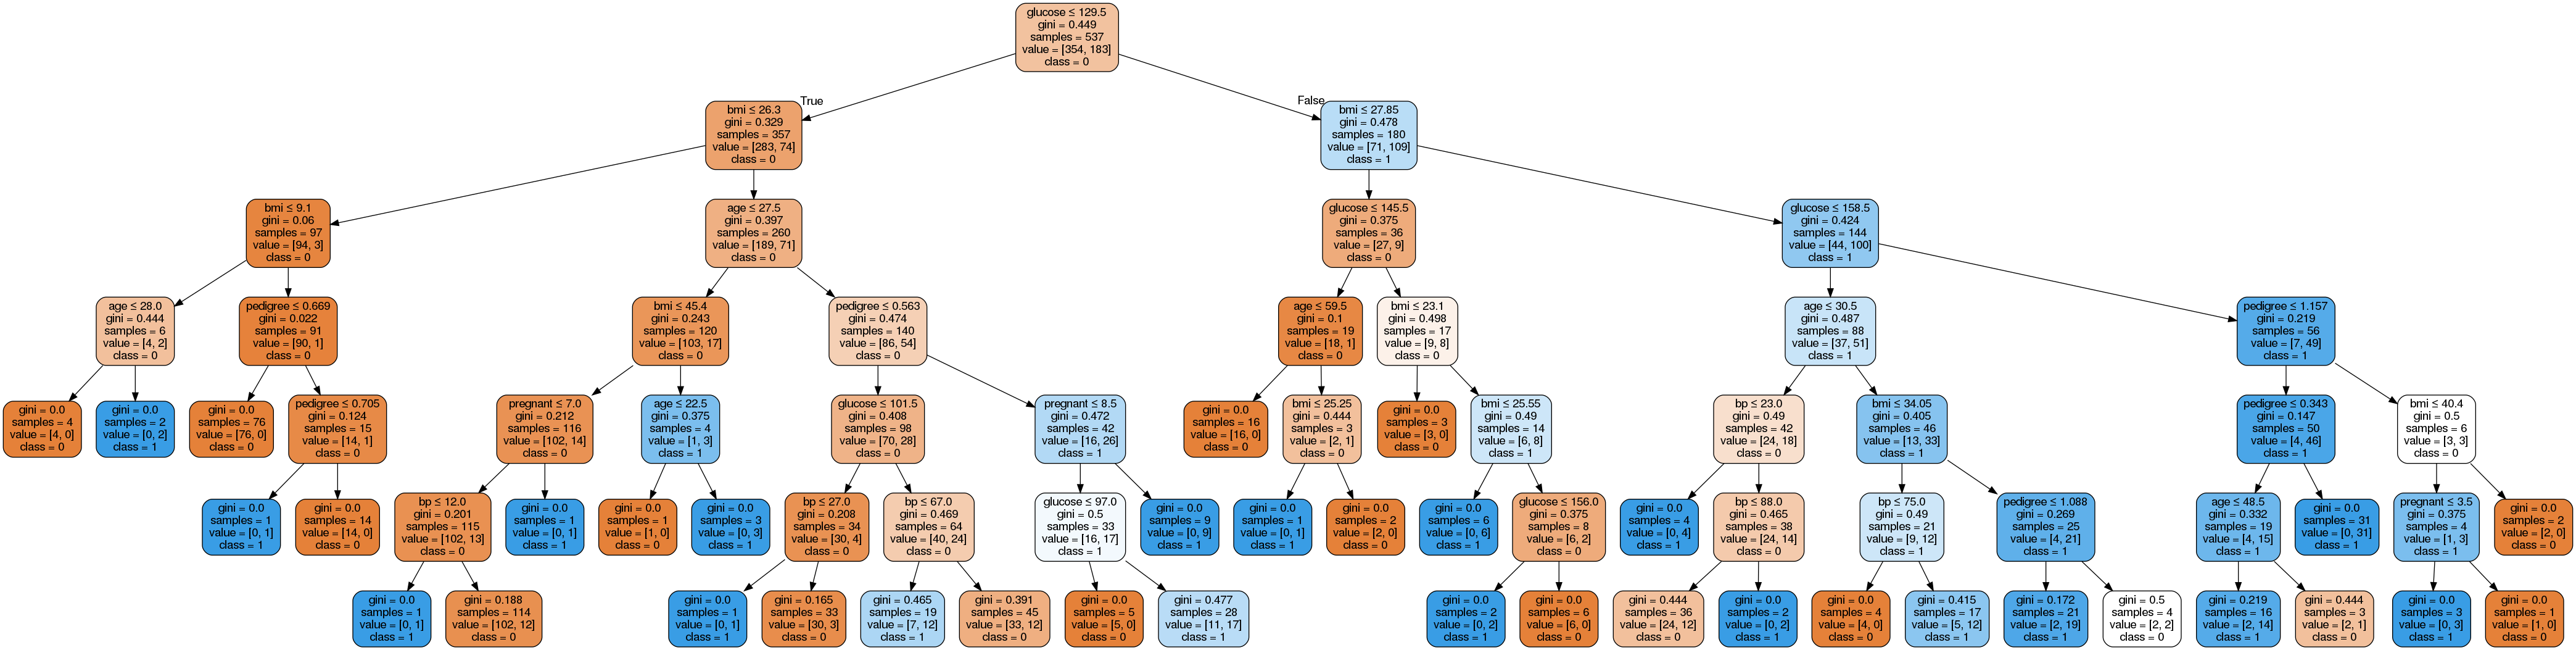 glucose ≤ 129.5
gini = 0.449
samples = 537
value = [354, 183]
class = 0
True
False
bmi ≤ 26.3
gini = 0.329
samples = 357
value = [283, 74]
class = 0
bmi ≤ 27.85
gini = 0.478
samples = 180
value = [71, 109]
class = 1
bmi ≤ 9.1
gini = 0.06
samples = 97
value = [94, 3]
class = 0
age ≤ 27.5
gini = 0.397
samples = 260
value = [189, 71]
class = 0
glucose ≤ 145.5
gini = 0.375
samples = 36
value = [27, 9]
class = 0
glucose ≤ 158.5
gini = 0.424
samples = 144
value = [44, 100]
class = 1
age ≤ 28.0
gini = 0.444
samples = 6
value = [4, 2]
class = 0
pedigree ≤ 0.669
gini = 0.022
samples = 91
value = [90, 1]
class = 0
bmi ≤ 45.4
gini = 0.243
samples = 120
value = [103, 17]
class = 0
pedigree ≤ 0.563
gini = 0.474
samples = 140
value = [86, 54]
class = 0
age ≤ 59.5
gini = 0.1
samples = 19
value = [18, 1]
class = 0
bmi ≤ 23.1
gini = 0.498
samples = 17
value = [9, 8]
class = 0
age ≤ 30.5
gini = 0.487
samples = 88
value = [37, 51]
class = 1
pedigree ≤ 1.157
gini = 0.219
samples = 56
value = [7, 49]
class = 1
gini = 0.0
samples = 4
value = [4, 0]
class = 0
gini = 0.0
samples = 2
value = [0, 2]
class = 1
gini = 0.0
samples = 76
value = [76, 0]
class = 0
pedigree ≤ 0.705
gini = 0.124
samples = 15
value = [14, 1]
class = 0
pregnant ≤ 7.0
gini = 0.212
samples = 116
value = [102, 14]
class = 0
age ≤ 22.5
gini = 0.375
samples = 4
value = [1, 3]
class = 1
glucose ≤ 101.5
gini = 0.408
samples = 98
value = [70, 28]
class = 0
pregnant ≤ 8.5
gini = 0.472
samples = 42
value = [16, 26]
class = 1
gini = 0.0
samples = 16
value = [16, 0]
class = 0
bmi ≤ 25.25
gini = 0.444
samples = 3
value = [2, 1]
class = 0
gini = 0.0
samples = 3
value = [3, 0]
class = 0
bmi ≤ 25.55
gini = 0.49
samples = 14
value = [6, 8]
class = 1
bp ≤ 23.0
gini = 0.49
samples = 42
value = [24, 18]
class = 0
bmi ≤ 34.05
gini = 0.405
samples = 46
value = [13, 33]
class = 1
pedigree ≤ 0.343
gini = 0.147
samples = 50
value = [4, 46]
class = 1
bmi ≤ 40.4
gini = 0.5
samples = 6
value = [3, 3]
class = 0
gini = 0.0
samples = 1
value = [0, 1]
class = 1
gini = 0.0
samples = 14
value = [14, 0]
class = 0
bp ≤ 12.0
gini = 0.201
samples = 115
value = [102, 13]
class = 0
gini = 0.0
samples = 1
value = [0, 1]
class = 1
gini = 0.0
samples = 1
value = [1, 0]
class = 0
gini = 0.0
samples = 3
value = [0, 3]
class = 1
bp ≤ 27.0
gini = 0.208
samples = 34
value = [30, 4]
class = 0
bp ≤ 67.0
gini = 0.469
samples = 64
value = [40, 24]
class = 0
glucose ≤ 97.0
gini = 0.5
samples = 33
value = [16, 17]
class = 1
gini = 0.0
samples = 9
value = [0, 9]
class = 1
gini = 0.0
samples = 1
value = [0, 1]
class = 1
gini = 0.0
samples = 2
value = [2, 0]
class = 0
gini = 0.0
samples = 6
value = [0, 6]
class = 1
glucose ≤ 156.0
gini = 0.375
samples = 8
value = [6, 2]
class = 0
gini = 0.0
samples = 4
value = [0, 4]
class = 1
bp ≤ 88.0
gini = 0.465
samples = 38
value = [24, 14]
class = 0
bp ≤ 75.0
gini = 0.49
samples = 21
value = [9, 12]
class = 1
pedigree ≤ 1.088
gini = 0.269
samples = 25
value = [4, 21]
class = 1
age ≤ 48.5
gini = 0.332
samples = 19
value = [4, 15]
class = 1
gini = 0.0
samples = 31
value = [0, 31]
class = 1
pregnant ≤ 3.5
gini = 0.375
samples = 4
value = [1, 3]
class = 1
gini = 0.0
samples = 2
value = [2, 0]
class = 0
gini = 0.0
samples = 1
value = [0, 1]
class = 1
gini = 0.188
samples = 114
value = [102, 12]
class = 0
gini = 0.0
samples = 1
value = [0, 1]
class = 1
gini = 0.165
samples = 33
value = [30, 3]
class = 0
gini = 0.465
samples = 19
value = [7, 12]
class = 1
gini = 0.391
samples = 45
value = [33, 12]
class = 0
gini = 0.0
samples = 5
value = [5, 0]
class = 0
gini = 0.477
samples = 28
value = [11, 17]
class = 1
gini = 0.0
samples = 2
value = [0, 2]
class = 1
gini = 0.0
samples = 6
value = [6, 0]
class = 0
gini = 0.444
samples = 36
value = [24, 12]
class = 0
gini = 0.0
samples = 2
value = [0, 2]
class = 1
gini = 0.0
samples = 4
value = [4, 0]
class = 0
gini = 0.415
samples = 17
value = [5, 12]
class = 1
gini = 0.172
samples = 21
value = [2, 19]
class = 1
gini = 0.5
samples = 4
value = [2, 2]
class = 0
gini = 0.219
samples = 16
value = [2, 14]
class = 1
gini = 0.444
samples = 3
value = [2, 1]
class = 0
gini = 0.0
samples = 3
value = [0, 3]
class = 1
gini = 0.0
samples = 1
value = [1, 0]
class = 0